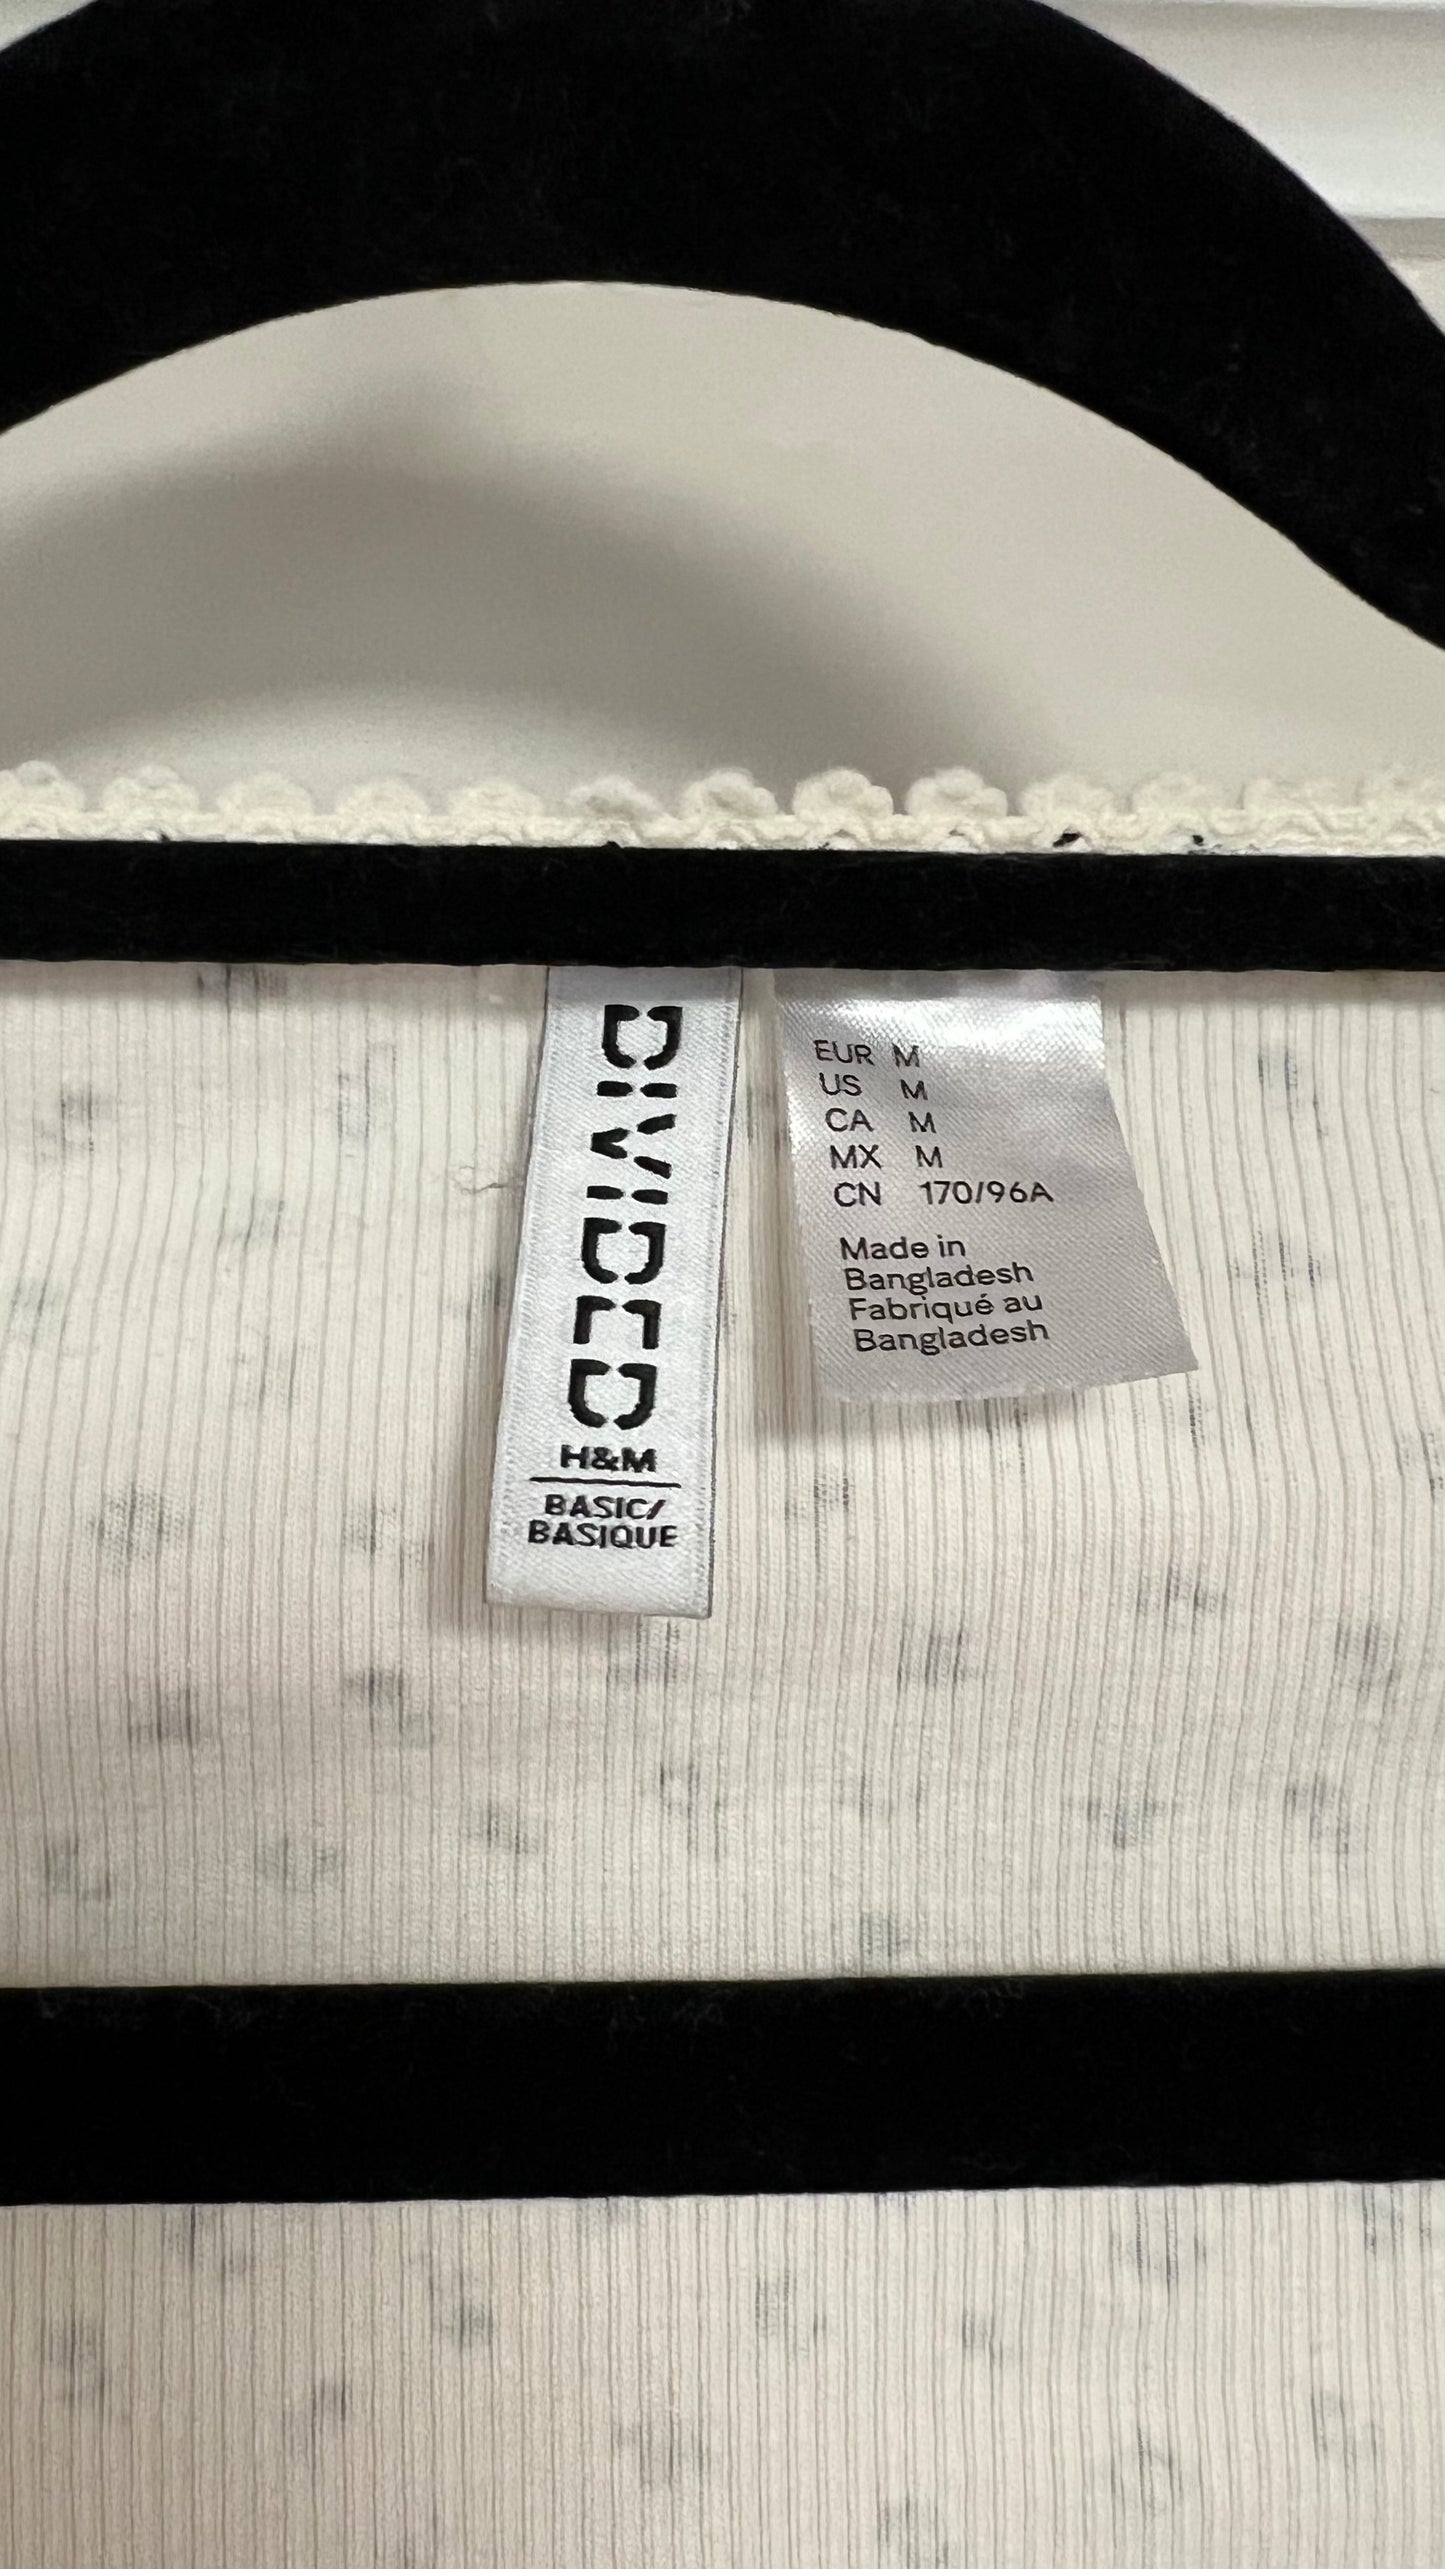 DIVIDED
H&M
BASIC/
BASIQUE
EUR M
US M
CA M
MX M
CN 170/96A
Made in
Bangladesh
Fabriqué au
Bangladesh